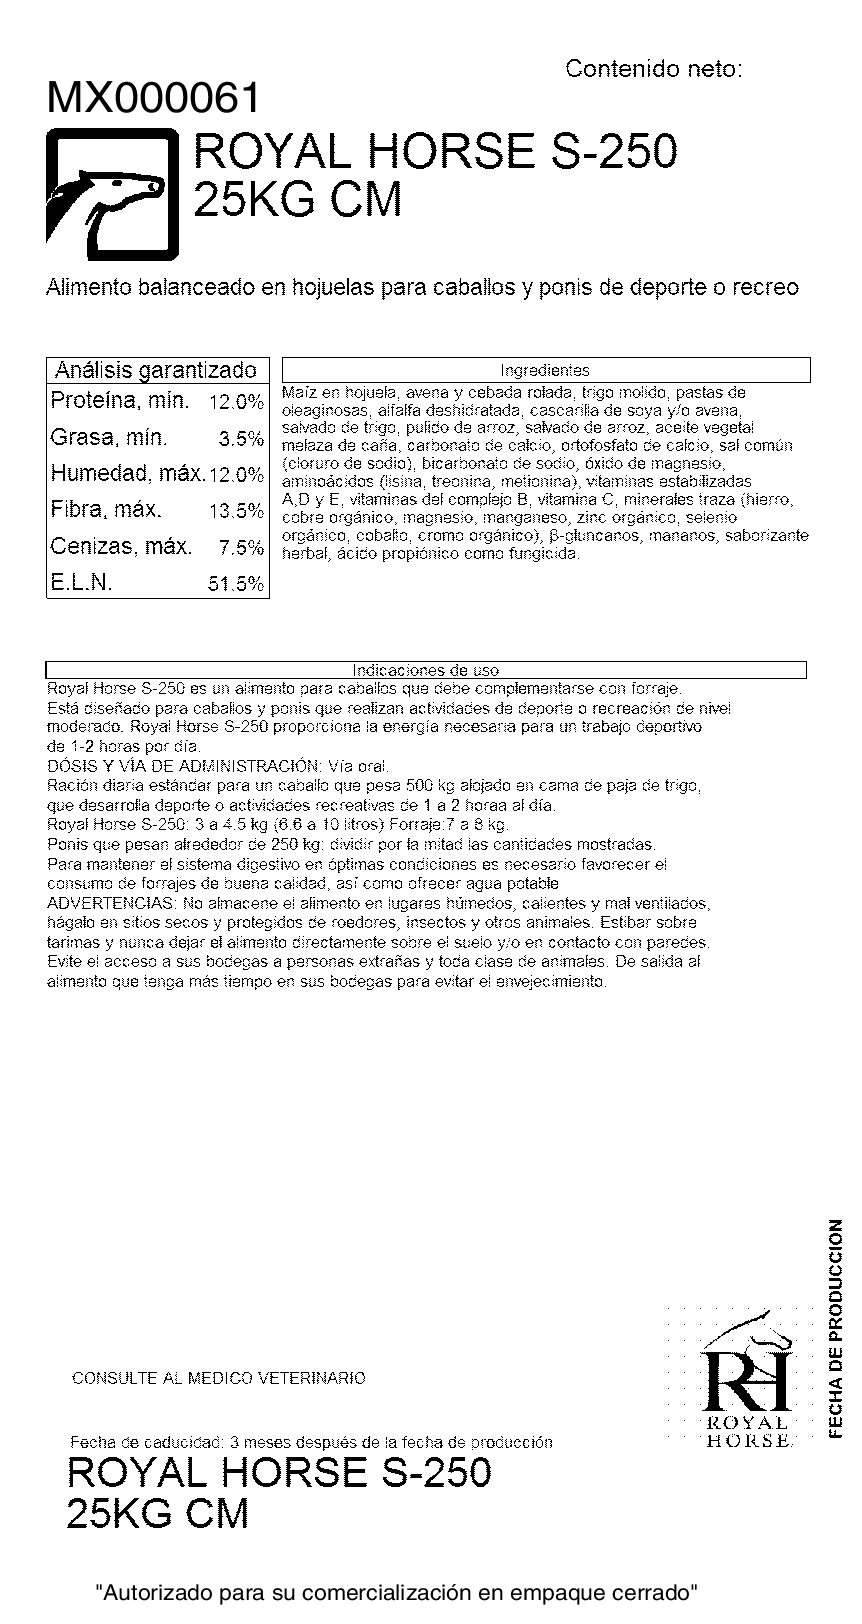 Contenido neto:
MX000061
ROYAL HORSE S-250
25KG CM
Alimento balanceado en hojuelas para caballos y ponis de deporte o recreo
Análisis garantizado
Proteína, mín. 12.0%
Grasa, mín. 3.5%
Humedad, máx. 12.0%
Fibra, máx. 13.5%
Cenizas, máx. 7.5%
E.L.N. 51.5%
Ingredientes
Maíz en hojuela, avena y cebada rolada, trigo molido, pastas de
oleaginosas, alfalfa deshidratada, cascarilla de soya y/o avena,
salvado de trigo, pulido de arroz, salvado de arroz, aceite vegetal
melaza de caña, carbonato de calcio, ortofosfato de calcio, sal común
(cloruro de sodio), bicarbonato de sodio, óxido de magnesio,
aminoácidos (lisina, treonina, metionina), vitaminas estabilizadas
A,D y E, vitaminas del complejo B, vitamina C, minerales traza (hierro,
cobre orgánico, magnesio, manganeso, zinc orgánico, selenio
orgánico, cobalto, cromo orgánico), β-gluncanos, mananos, saborizante
herbal, ácido propiónico como fungicida.
Indicaciones de uso
Royal Horse S-250 es un alimento para caballos que debe complementarse con forraje.
Está diseñado para caballos y ponis que realizan actividades de deporte o recreación de nivel
moderado. Royal Horse S-250 proporciona la energía necesaria para un trabajo deportivo
de 1-2 horas por día.
DÓSIS Y VÍA DE ADMINISTRACIÓN: Vía oral.
Ración diaria estándar para un caballo que pesa 500 kg alojado en cama de paja de trigo,
que desarrolla deporte o actividades recreativas de 1 a 2 horaa al día.
Royal Horse S-250: 3 a 4.5 kg (6.6 a 10 litros) Forraje:7 a 8 kg.
Ponis que pesan alrededor de 250 kg: dividir por la mitad las cantidades mostradas.
Para mantener el sistema digestivo en óptimas condiciones es necesario favorecer el
consumo de forrajes de buena calidad, así como ofrecer agua potable
ADVERTENCIAS: No almacene el alimento en lugares húmedos, calientes y mal ventilados,
hágalo en sitios secos y protegidos de roedores, insectos y otros animales. Estibar sobre
tarimas y nunca dejar el alimento directamente sobre el suelo y/o en contacto con paredes.
Evite el acceso a sus bodegas a personas extrañas y toda clase de animales. De salida al
alimento que tenga más tiempo en sus bodegas para evitar el envejecimiento.
FECHA DE PRODUCCION
RH
ROYAL
HORSE
CONSULTE AL MEDICO VETERINARIO
Fecha de caducidad: 3 meses después de la fecha de producción
ROYAL HORSE S-250
25KG CM
"Autorizado para su comercialización en empaque cerrado"